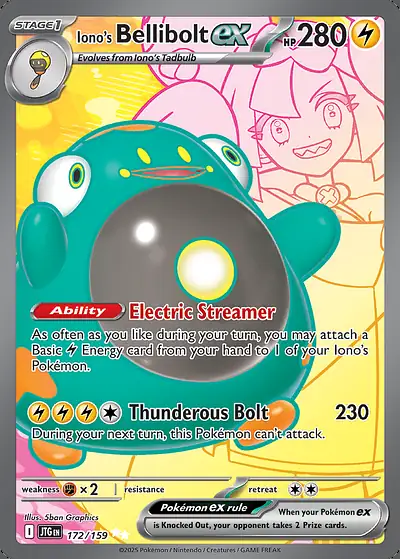 STAGE1 Iono's Bellibolt ex HP 280
Evolves from Iono's Tadbulb
Ability Electric Streamer
As often as you like during your turn, you may attach a
Basic Energy card from your hand to 1 of your Iono's
Pokémon.
Thunderous Bolt 230
During your next turn, this Pokémon can't attack.
weakness ×2 resistance retreat
Illus. 5ban Graphics
Pokémon ex rule When your Pokémon ex
is Knocked Out, your opponent takes 2 Prize cards.
I JTG EN 172/159
©2025 Pokémon / Nintendo / Creatures / GAME FREAK